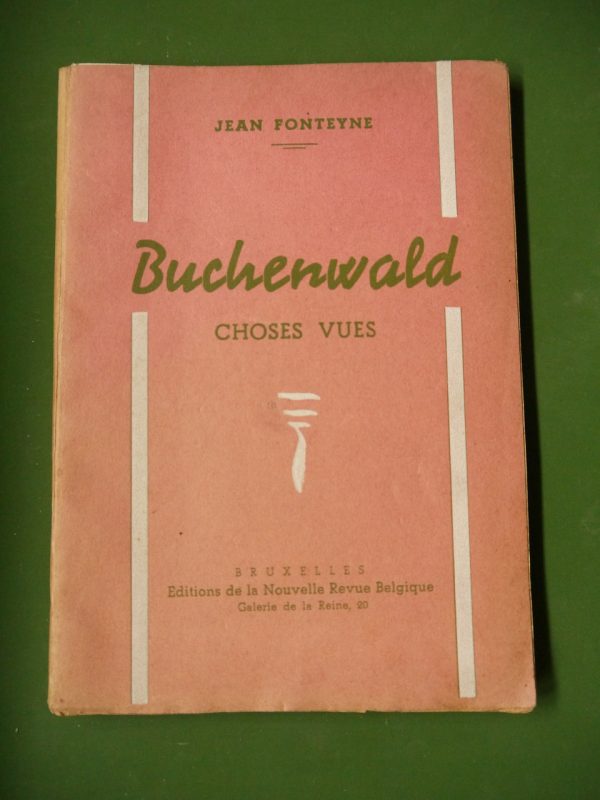 JEAN FONTEYNE
Buchenwald
CHOSES VUES
BRUXELLES
Editions de la Nouvelle Revue Belgique
Galerie de la Reine, 20